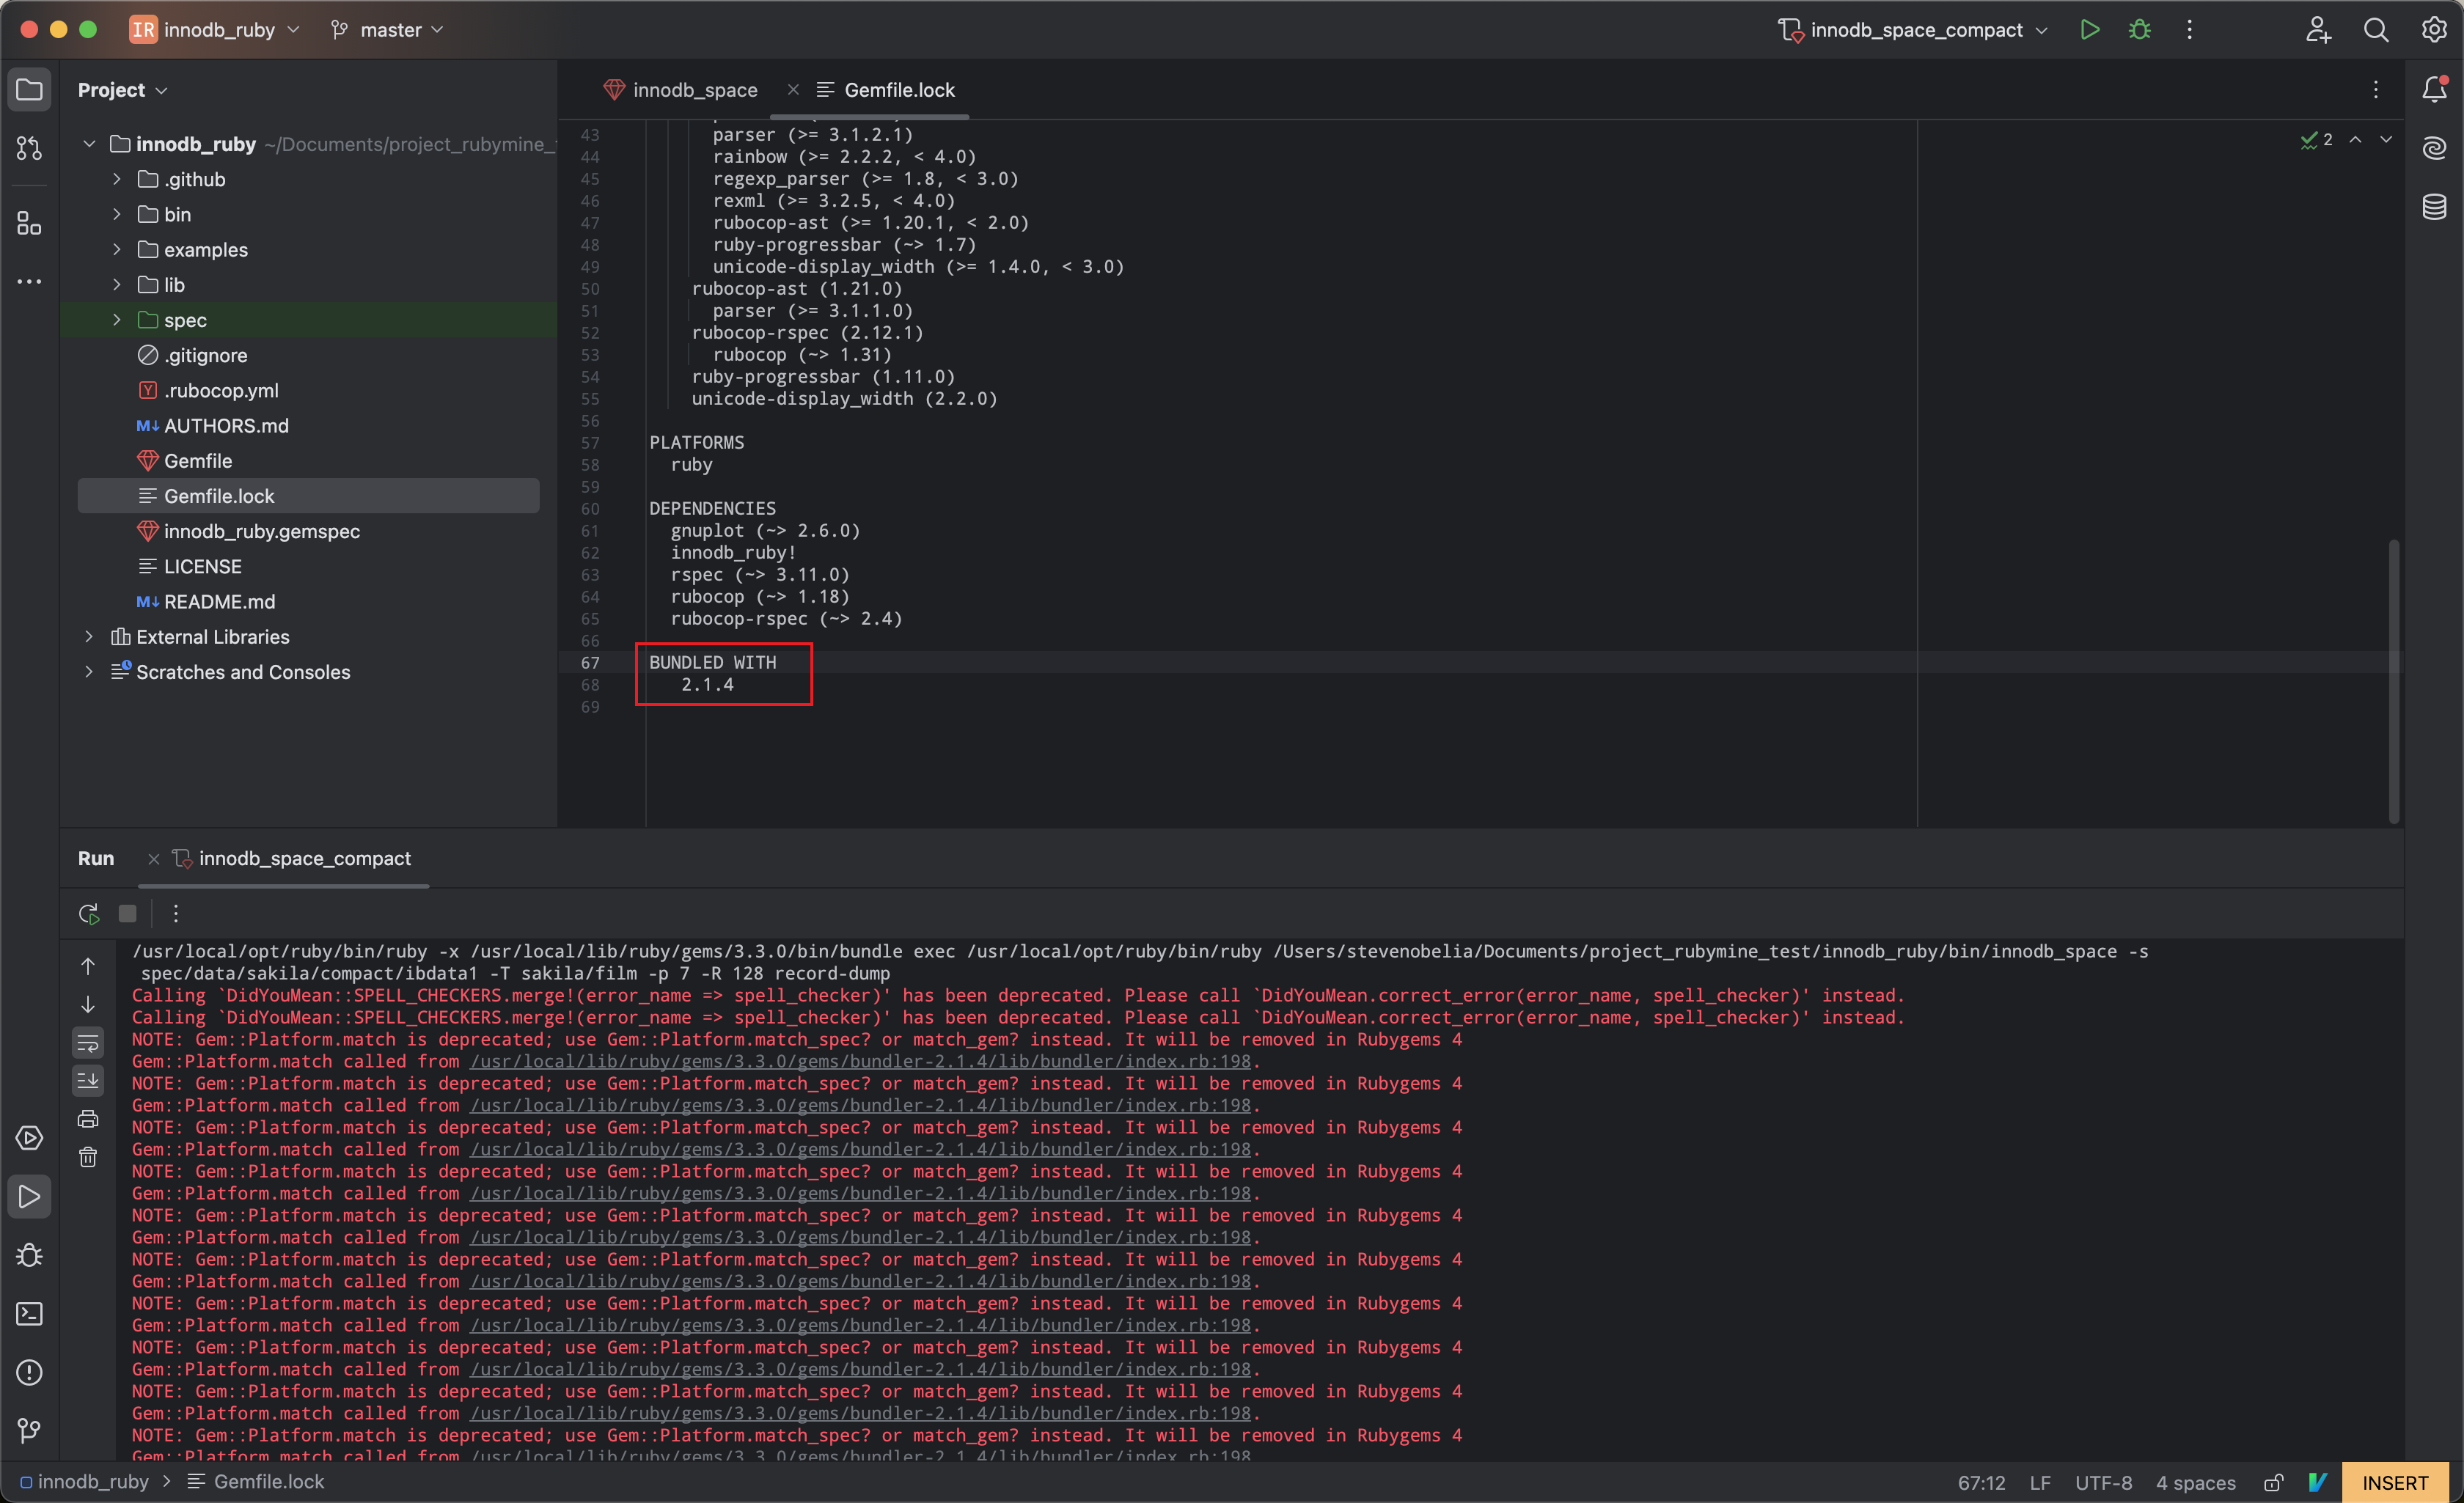 IR innodb_ruby
master
innodb_space_compact
Project
innodb_ruby ~/Documents/project_rubymine_
.github
bin
examples
lib
spec
.gitignore
.rubocop.yml
AUTHORS.md
Gemfile
Gemfile.lock
innodb_ruby.gemspec
LICENSE
README.md
External Libraries
Scratches and Consoles
innodb_space
Gemfile.lock
2
43 parser (>= 3.1.2.1)
44 rainbow (>= 2.2.2, < 4.0)
45 regexp_parser (>= 1.8, < 3.0)
46 rexml (>= 3.2.5, < 4.0)
47 rubocop-ast (>= 1.20.1, < 2.0)
48 ruby-progressbar (~> 1.7)
49 unicode-display_width (>= 1.4.0, < 3.0)
50 rubocop-ast (1.21.0)
51 parser (>= 3.1.1.0)
52 rubocop-rspec (2.12.1)
53 rubocop (~> 1.31)
54 ruby-progressbar (1.11.0)
55 unicode-display_width (2.2.0)
56
57 PLATFORMS
58 ruby
59
60 DEPENDENCIES
61 gnuplot (~> 2.6.0)
62 innodb_ruby!
63 rspec (~> 3.11.0)
64 rubocop (~> 1.18)
65 rubocop-rspec (~> 2.4)
66
67 BUNDLED WITH
68 2.1.4
69
Run
innodb_space_compact
/usr/local/opt/ruby/bin/ruby -x /usr/local/lib/ruby/gems/3.3.0/bin/bundle exec /usr/local/opt/ruby/bin/ruby /Users/stevenobelia/Documents/project_rubymine_test/innodb_ruby/bin/innodb_space -s
spec/data/sakila/compact/ibdata1 -T sakila/film -p 7 -R 128 record-dump
Calling `DidYouMean::SPELL_CHECKERS.merge!(error_name => spell_checker)' has been deprecated. Please call `DidYouMean.correct_error(error_name, spell_checker)' instead.
Calling `DidYouMean::SPELL_CHECKERS.merge!(error_name => spell_checker)' has been deprecated. Please call `DidYouMean.correct_error(error_name, spell_checker)' instead.
NOTE: Gem::Platform.match is deprecated; use Gem::Platform.match_spec? or match_gem? instead. It will be removed in Rubygems 4
Gem::Platform.match called from /usr/local/lib/ruby/gems/3.3.0/gems/bundler-2.1.4/lib/bundler/index.rb:198.
NOTE: Gem::Platform.match is deprecated; use Gem::Platform.match_spec? or match_gem? instead. It will be removed in Rubygems 4
Gem::Platform.match called from /usr/local/lib/ruby/gems/3.3.0/gems/bundler-2.1.4/lib/bundler/index.rb:198.
NOTE: Gem::Platform.match is deprecated; use Gem::Platform.match_spec? or match_gem? instead. It will be removed in Rubygems 4
Gem::Platform.match called from /usr/local/lib/ruby/gems/3.3.0/gems/bundler-2.1.4/lib/bundler/index.rb:198.
NOTE: Gem::Platform.match is deprecated; use Gem::Platform.match_spec? or match_gem? instead. It will be removed in Rubygems 4
Gem::Platform.match called from /usr/local/lib/ruby/gems/3.3.0/gems/bundler-2.1.4/lib/bundler/index.rb:198.
NOTE: Gem::Platform.match is deprecated; use Gem::Platform.match_spec? or match_gem? instead. It will be removed in Rubygems 4
Gem::Platform.match called from /usr/local/lib/ruby/gems/3.3.0/gems/bundler-2.1.4/lib/bundler/index.rb:198.
NOTE: Gem::Platform.match is deprecated; use Gem::Platform.match_spec? or match_gem? instead. It will be removed in Rubygems 4
Gem::Platform.match called from /usr/local/lib/ruby/gems/3.3.0/gems/bundler-2.1.4/lib/bundler/index.rb:198.
NOTE: Gem::Platform.match is deprecated; use Gem::Platform.match_spec? or match_gem? instead. It will be removed in Rubygems 4
Gem::Platform.match called from /usr/local/lib/ruby/gems/3.3.0/gems/bundler-2.1.4/lib/bundler/index.rb:198.
NOTE: Gem::Platform.match is deprecated; use Gem::Platform.match_spec? or match_gem? instead. It will be removed in Rubygems 4
Gem::Platform.match called from /usr/local/lib/ruby/gems/3.3.0/gems/bundler-2.1.4/lib/bundler/index.rb:198.
NOTE: Gem::Platform.match is deprecated; use Gem::Platform.match_spec? or match_gem? instead. It will be removed in Rubygems 4
Gem::Platform.match called from /usr/local/lib/ruby/gems/3.3.0/gems/bundler-2.1.4/lib/bundler/index.rb:198.
NOTE: Gem::Platform.match is deprecated; use Gem::Platform.match_spec? or match_gem? instead. It will be removed in Rubygems 4
Gem::Platform.match called from /usr/local/lib/ruby/gems/3.3.0/gems/bundler-2.1.4/lib/bundler/index.rb:198.
innodb_ruby > Gemfile.lock
67:12 LF UTF-8 4 spaces INSERT